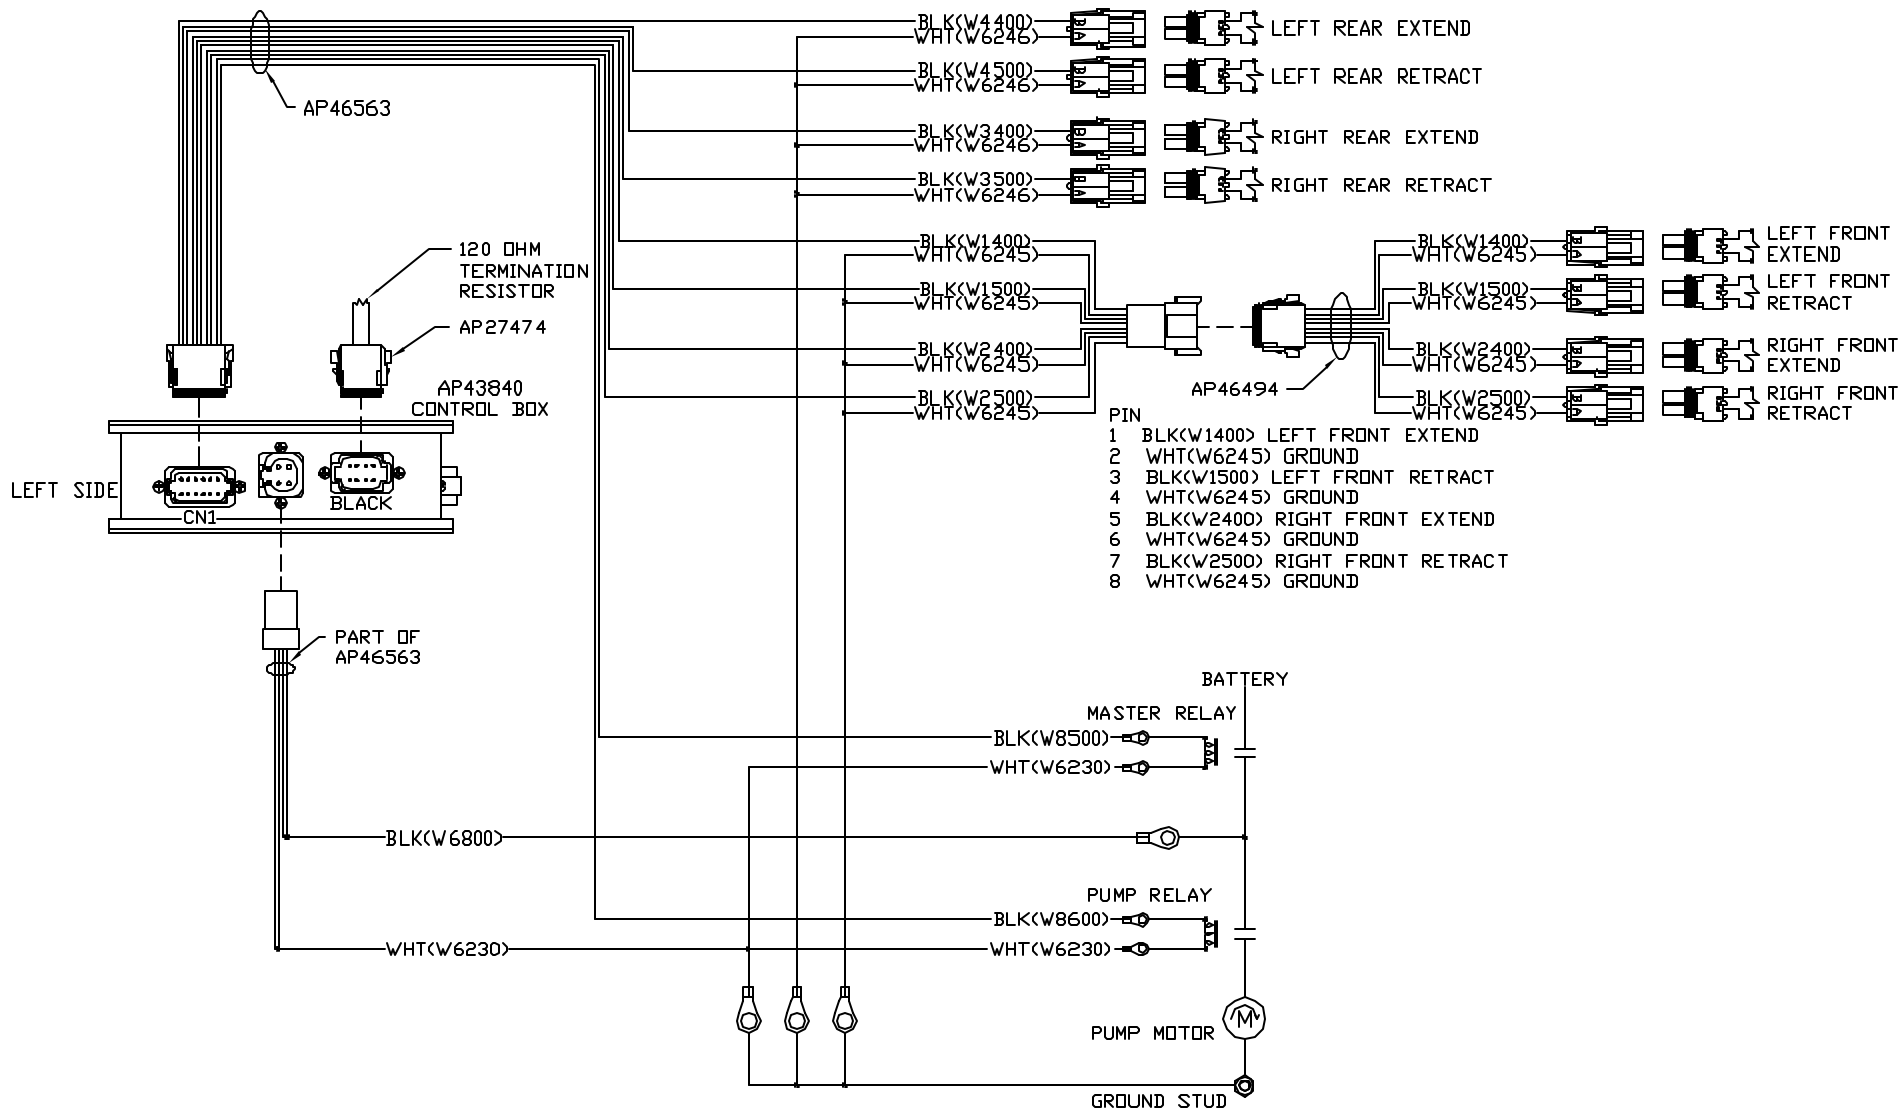 BLK(W4400)
WHT(W6246)
LEFT REAR EXTEND
BLK(W4500)
WHT(W6246)
LEFT REAR RETRACT
AP46563
BLK(W3400)
WHT(W6246)
RIGHT REAR EXTEND
BLK(W3500)
WHT(W6246)
RIGHT REAR RETRACT
120 OHM
TERMINATION
RESISTOR
AP27474
AP43840
CONTROL BOX
BLK(W1400)
WHT(W6245)
BLK(W1500)
WHT(W6245)
BLK(W2400)
WHT(W6245)
BLK(W2500)
WHT(W6245)
BLK(W1400)
WHT(W6245)
LEFT FRONT
EXTEND
BLK(W1500)
WHT(W6245)
LEFT FRONT
RETRACT
BLK(W2400)
WHT(W6245)
RIGHT FRONT
EXTEND
BLK(W2500)
WHT(W6245)
RIGHT FRONT
RETRACT
AP46494
PIN
1 BLK(W1400) LEFT FRONT EXTEND
2 WHT(W6245) GROUND
3 BLK(W1500) LEFT FRONT RETRACT
4 WHT(W6245) GROUND
5 BLK(W2400) RIGHT FRONT EXTEND
6 WHT(W6245) GROUND
7 BLK(W2500) RIGHT FRONT RETRACT
8 WHT(W6245) GROUND
LEFT SIDE
CN1
BLACK
PART OF
AP46563
BATTERY
MASTER RELAY
BLK(W8500)
WHT(W6230)
BLK(W6800)
PUMP RELAY
BLK(W8600)
WHT(W6230)
WHT(W6230)
M
PUMP MOTOR
GROUND STUD